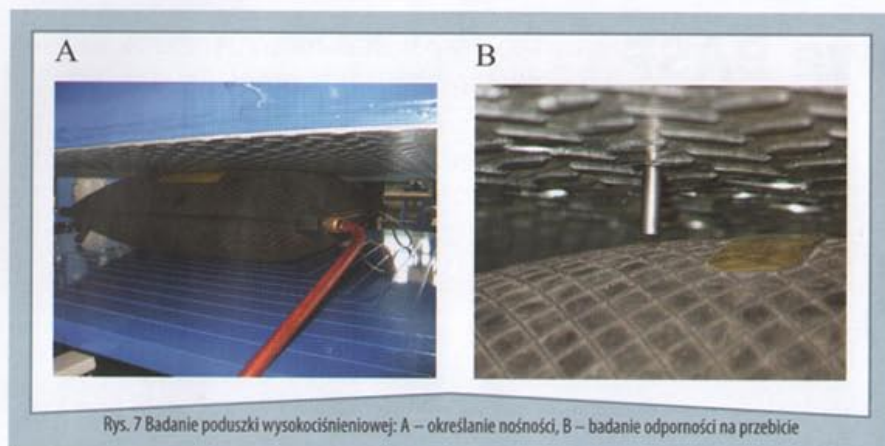 A
B
Rys. 7 Badanie poduszki wysokociśnieniowej: A – określanie nośności, B – badanie odporności na przebicie